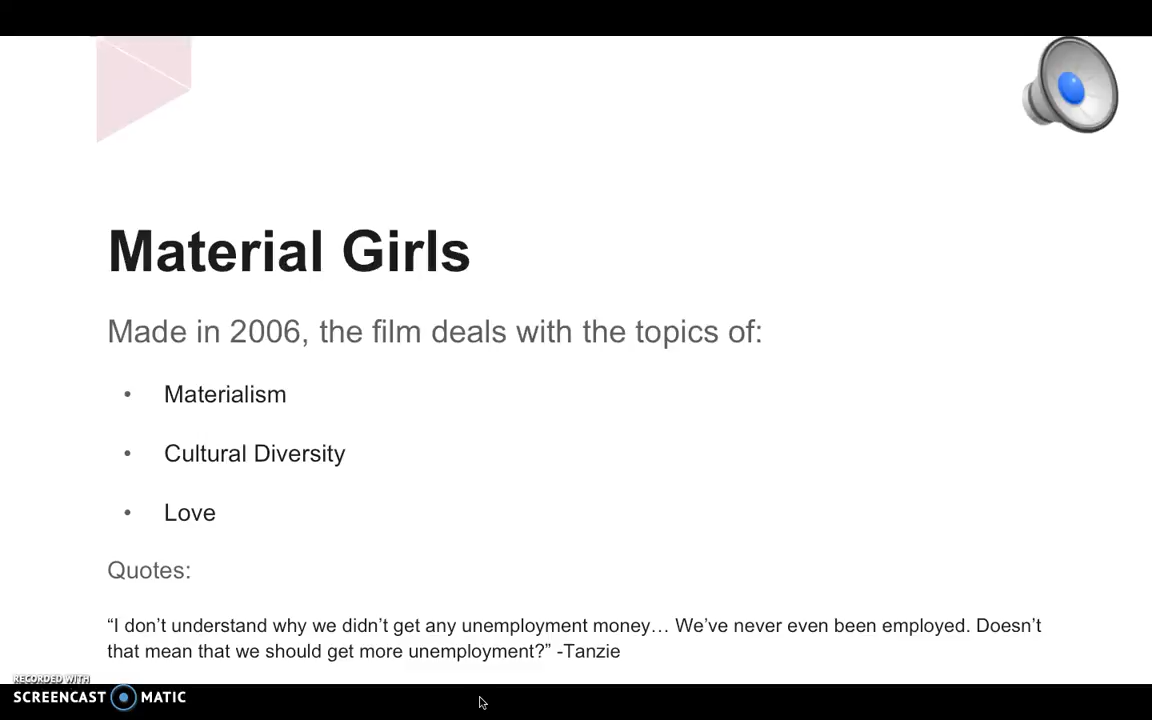 Material Girls
Made in 2006, the film deals with the topics of:
• Materialism
• Cultural Diversity
• Love
Quotes:
“I don’t understand why we didn’t get any unemployment money… We’ve never even been employed. Doesn’t
that mean that we should get more unemployment?” -Tanzie
RECORDED WITH
SCREENCAST MATIC